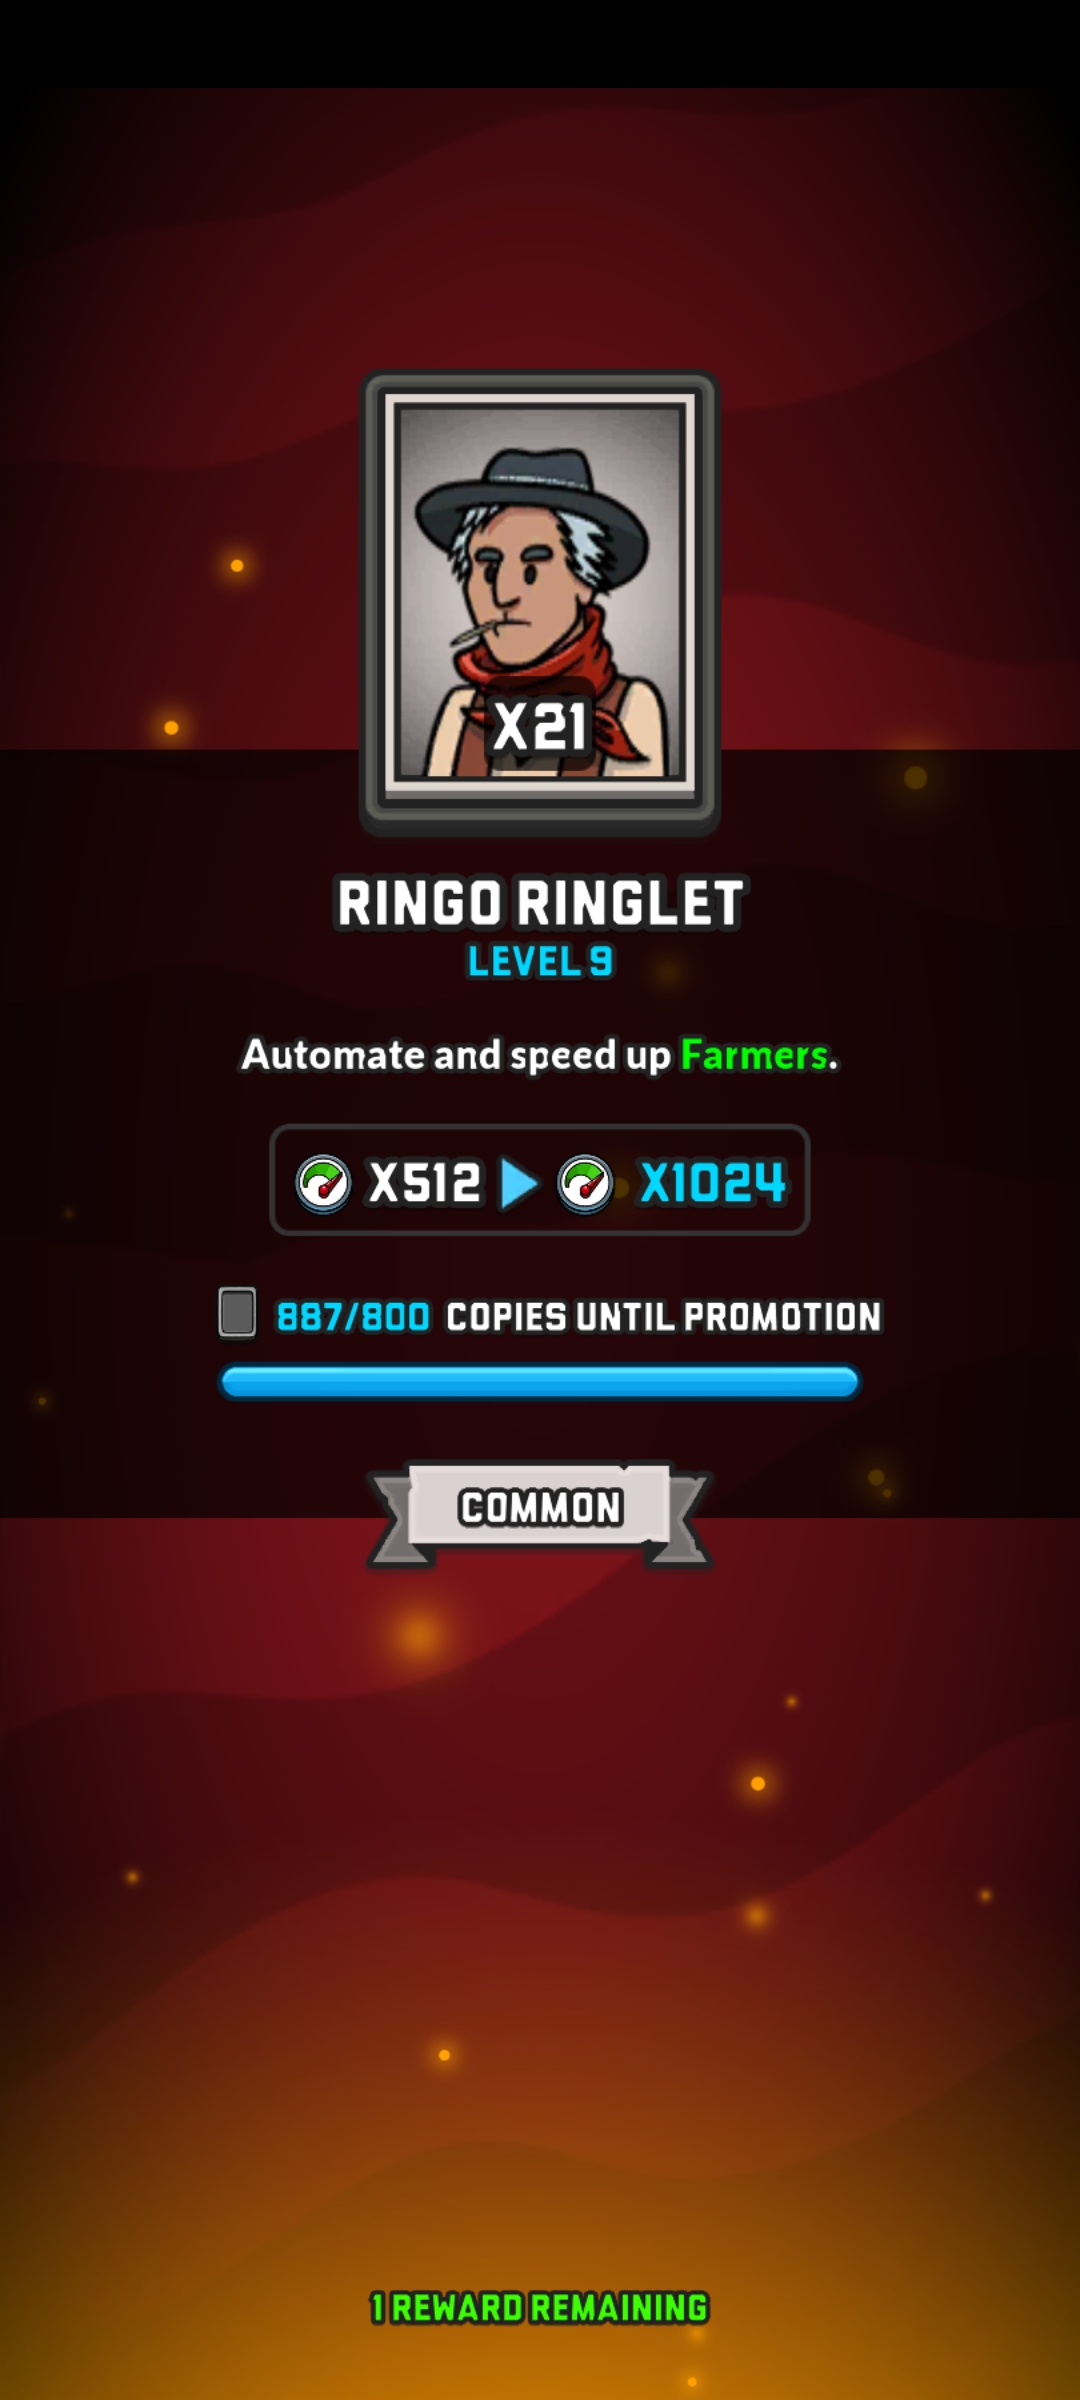 X21
RINGO RINGLET
LEVEL 9
Automate and speed up Farmers.
X512 X1024
887/800 COPIES UNTIL PROMOTION
COMMON
1 REWARD REMAINING